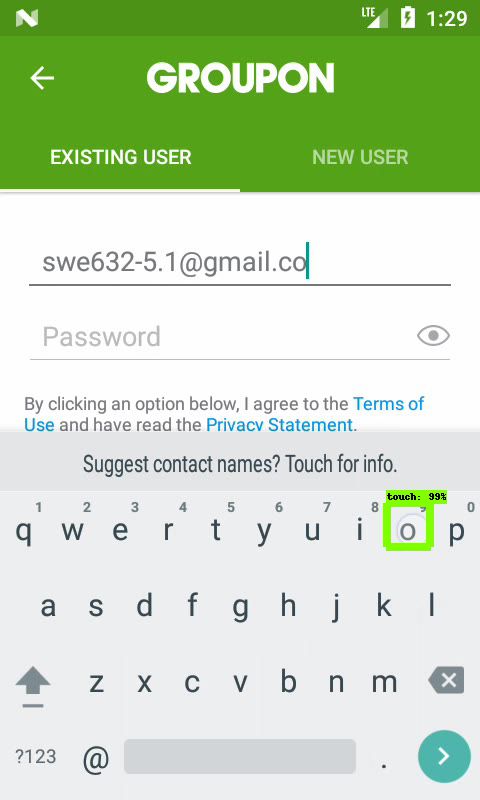 LTE 1:29
GROUPON
EXISTING USER NEW USER
swe632-5.1@gmail.co
Password
By clicking an option below, I agree to the Terms of
Use and have read the Privacy Statement.
Suggest contact names? Touch for info.
touch: 99%
1 2 3 4 5 6 7 8 9 0
q w e r t y u i o p
a s d f g h j k l
z x c v b n m
?123 @ .